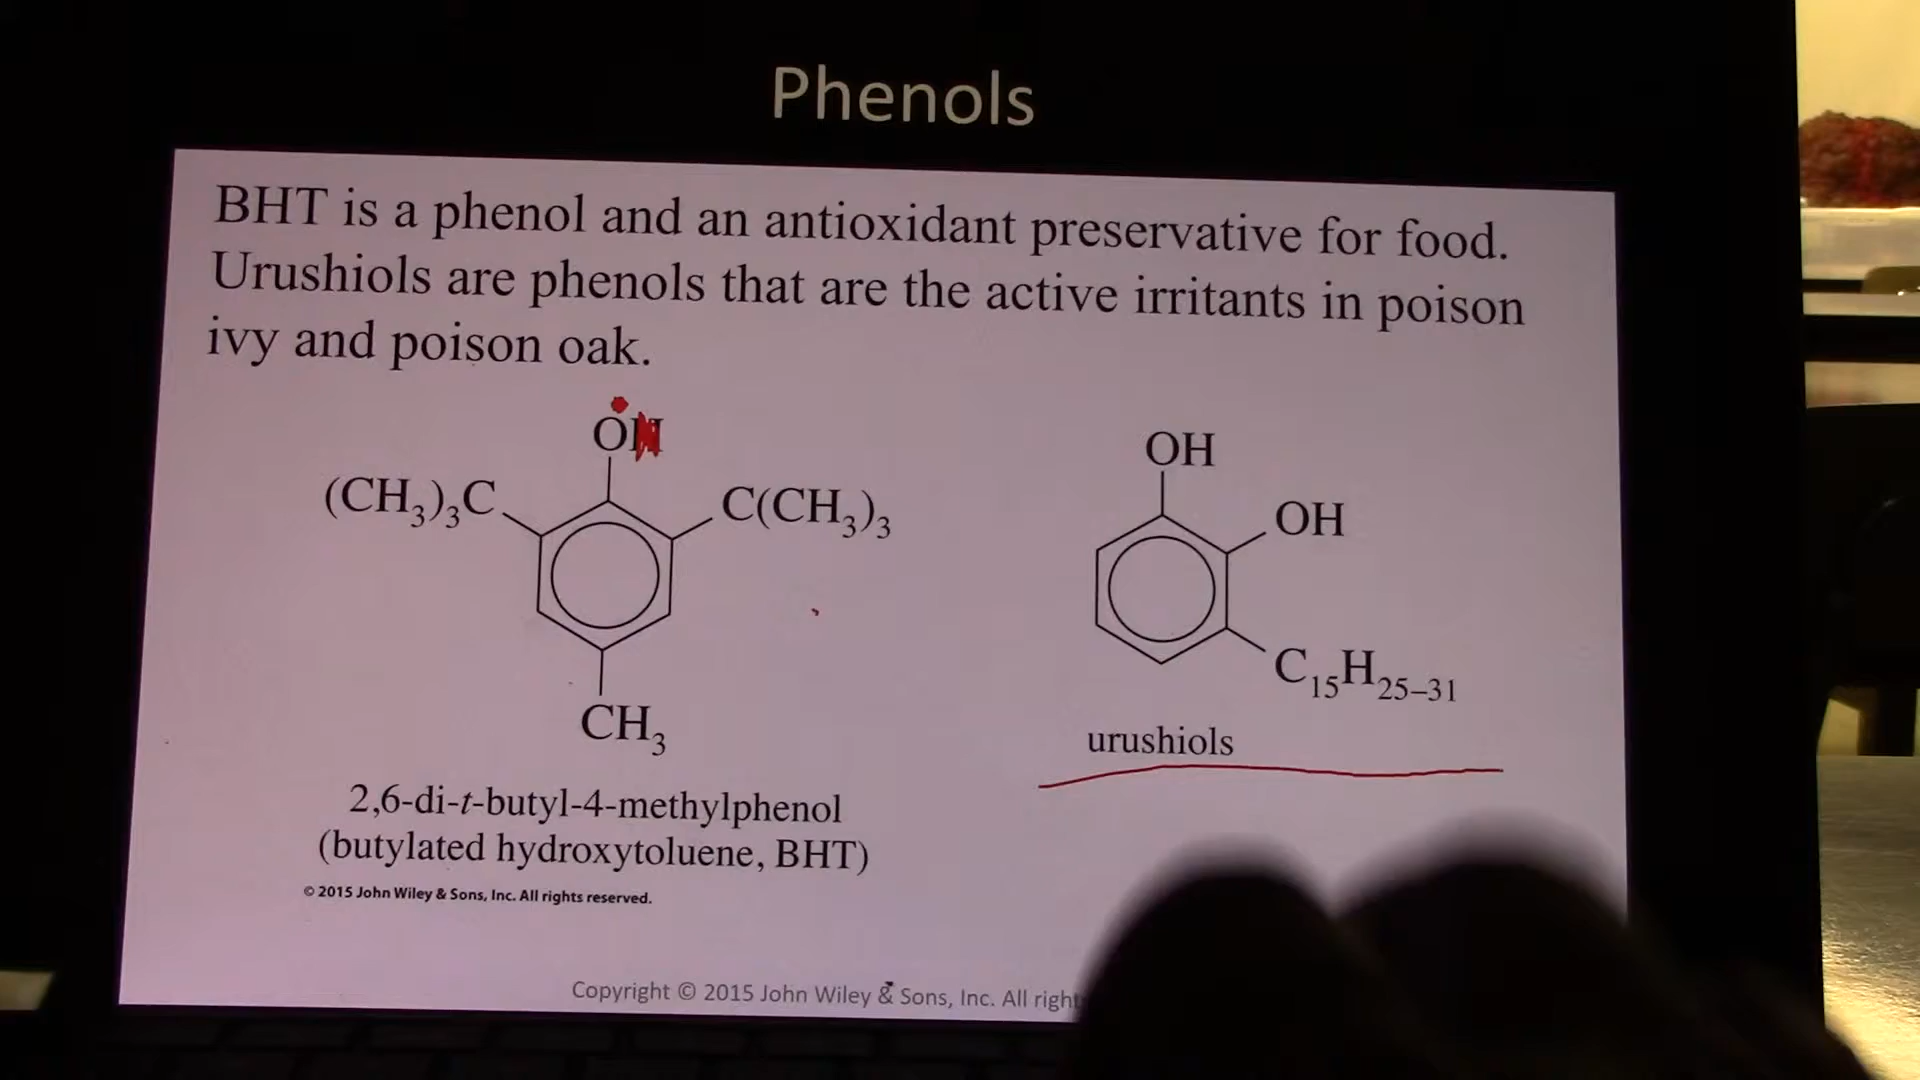 Phenols
BHT is a phenol and an antioxidant preservative for food.
Urushiols are phenols that are the active irritants in poison
ivy and poison oak.
OH
(CH₃)₃C
C(CH₃)₃
CH₃
2,6-di-t-butyl-4-methylphenol
(butylated hydroxytoluene, BHT)
© 2015 John Wiley & Sons, Inc. All rights reserved.
OH
OH
C₁₅H₂₅₋₃₁
urushiols
Copyright © 2015 John Wiley & Sons, Inc. All right